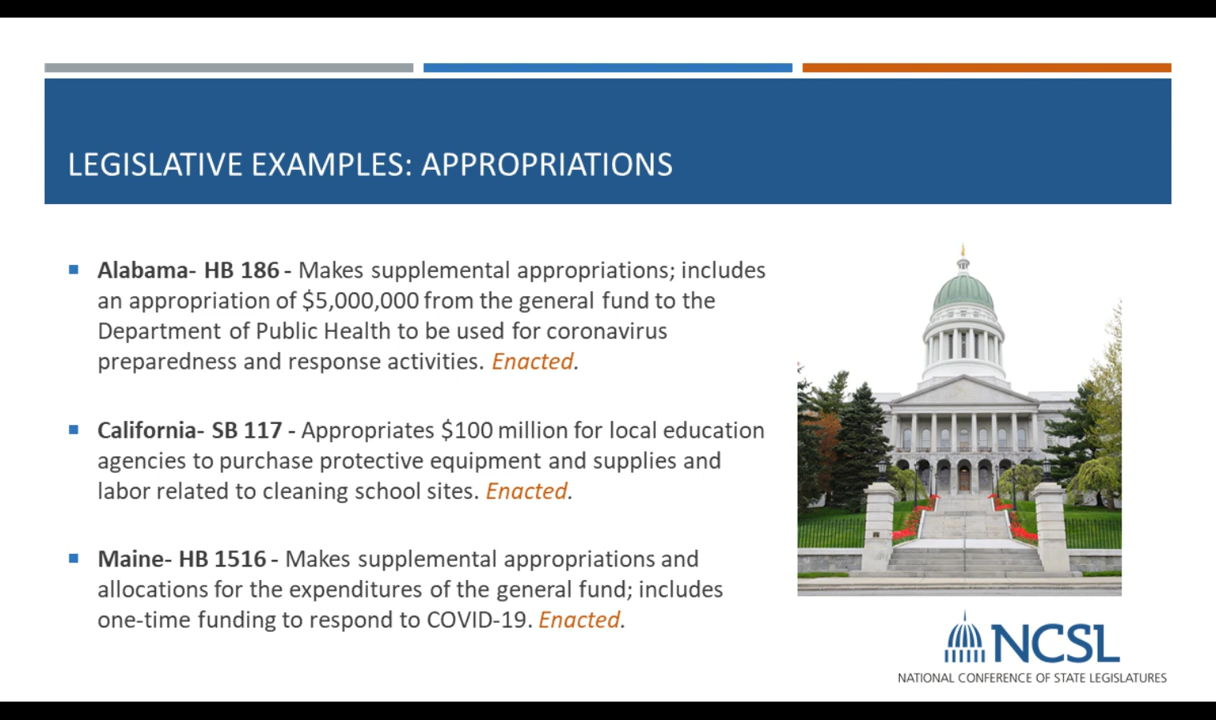 LEGISLATIVE EXAMPLES: APPROPRIATIONS
Alabama- HB 186 - Makes supplemental appropriations; includes
an appropriation of $5,000,000 from the general fund to the
Department of Public Health to be used for coronavirus
preparedness and response activities. Enacted.
California- SB 117 - Appropriates $100 million for local education
agencies to purchase protective equipment and supplies and
labor related to cleaning school sites. Enacted.
Maine- HB 1516 - Makes supplemental appropriations and
allocations for the expenditures of the general fund; includes
one-time funding to respond to COVID-19. Enacted.
NCSL
NATIONAL CONFERENCE OF STATE LEGISLATURES